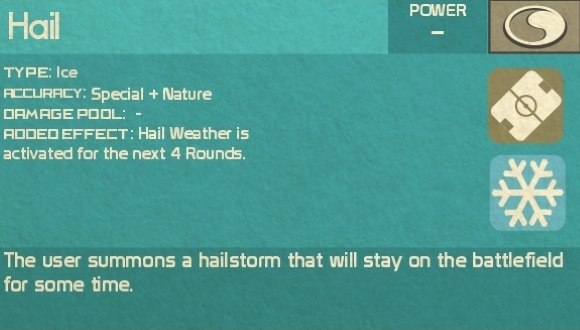 Hail
POWER
–
TYPE: Ice
ACCURACY: Special + Nature
DAMAGE POOL: -
ADDED EFFECT: Hail Weather is
activated for the next 4 Rounds.
The user summons a hailstorm that will stay on the battlefield
for some time.